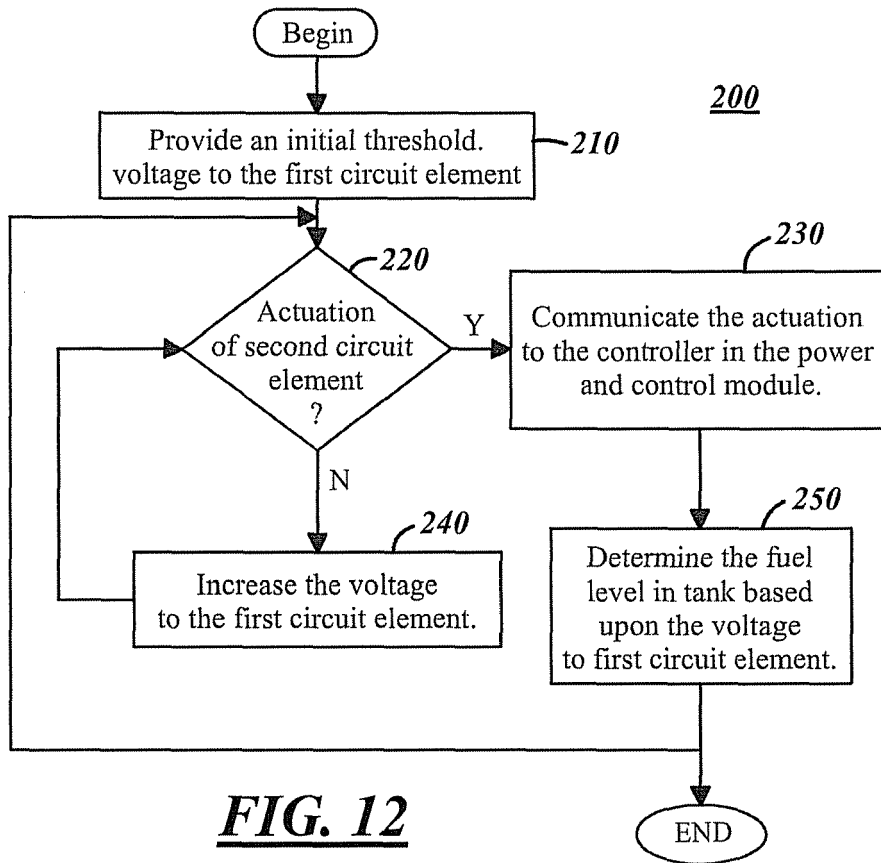 Begin
200
Provide an initial threshold.
voltage to the first circuit element
210
220
Actuation
of second circuit
element
?
Y
N
230
Communicate the actuation
to the controller in the power
and control module.
240
Increase the voltage
to the first circuit element.
250
Determine the fuel
level in tank based
upon the voltage
to first circuit element.
FIG. 12
END